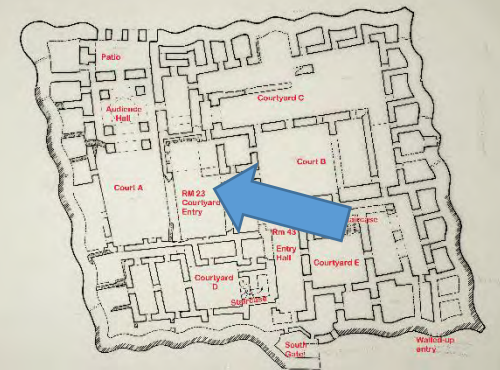 Patio
Audience
Hall
Courtyard C
Court B
Court A
RM 23
Courtyard
Entry
Rm 43
Entry
Hall
Courtyard E
Courtyard
D
Staircase
South
Gate
Walled-up
entry